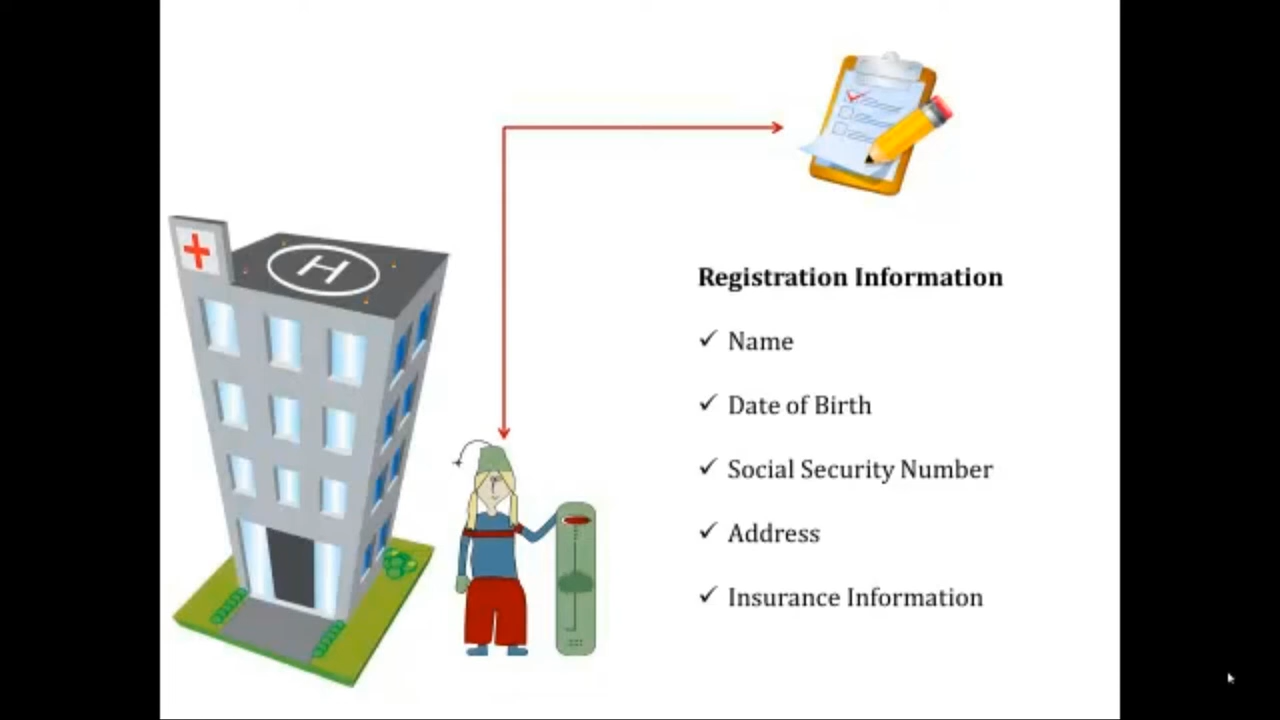 H
Registration Information
✓ Name
✓ Date of Birth
✓ Social Security Number
✓ Address
✓ Insurance Information